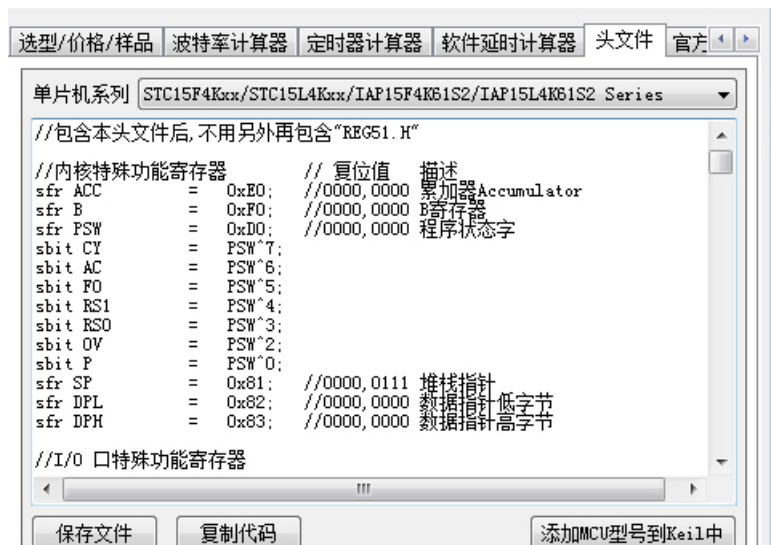 选型/价格/样品 波特率计算器 定时器计算器 软件延时计算器 头文件 官方
单片机系列 STC15F4Kxx/STC15L4Kxx/IAP15F4K61S2/IAP15L4K61S2 Series
//包含本头文件后,不用另外再包含"REG51.H"
//内核特殊功能寄存器 // 复位值 描述
sfr ACC = 0xE0; //0000,0000 累加器Accumulator
sfr B = 0xF0; //0000,0000 B寄存器
sfr PSW = 0xD0; //0000,0000 程序状态字
sbit CY = PSW^7;
sbit AC = PSW^6;
sbit F0 = PSW^5;
sbit RS1 = PSW^4;
sbit RS0 = PSW^3;
sbit OV = PSW^2;
sbit P = PSW^0;
sfr SP = 0x81; //0000,0111 堆栈指针
sfr DPL = 0x82; //0000,0000 数据指针低字节
sfr DPH = 0x83; //0000,0000 数据指针高字节
//I/O 口特殊功能寄存器
保存文件 复制代码 添加MCU型号到Keil中